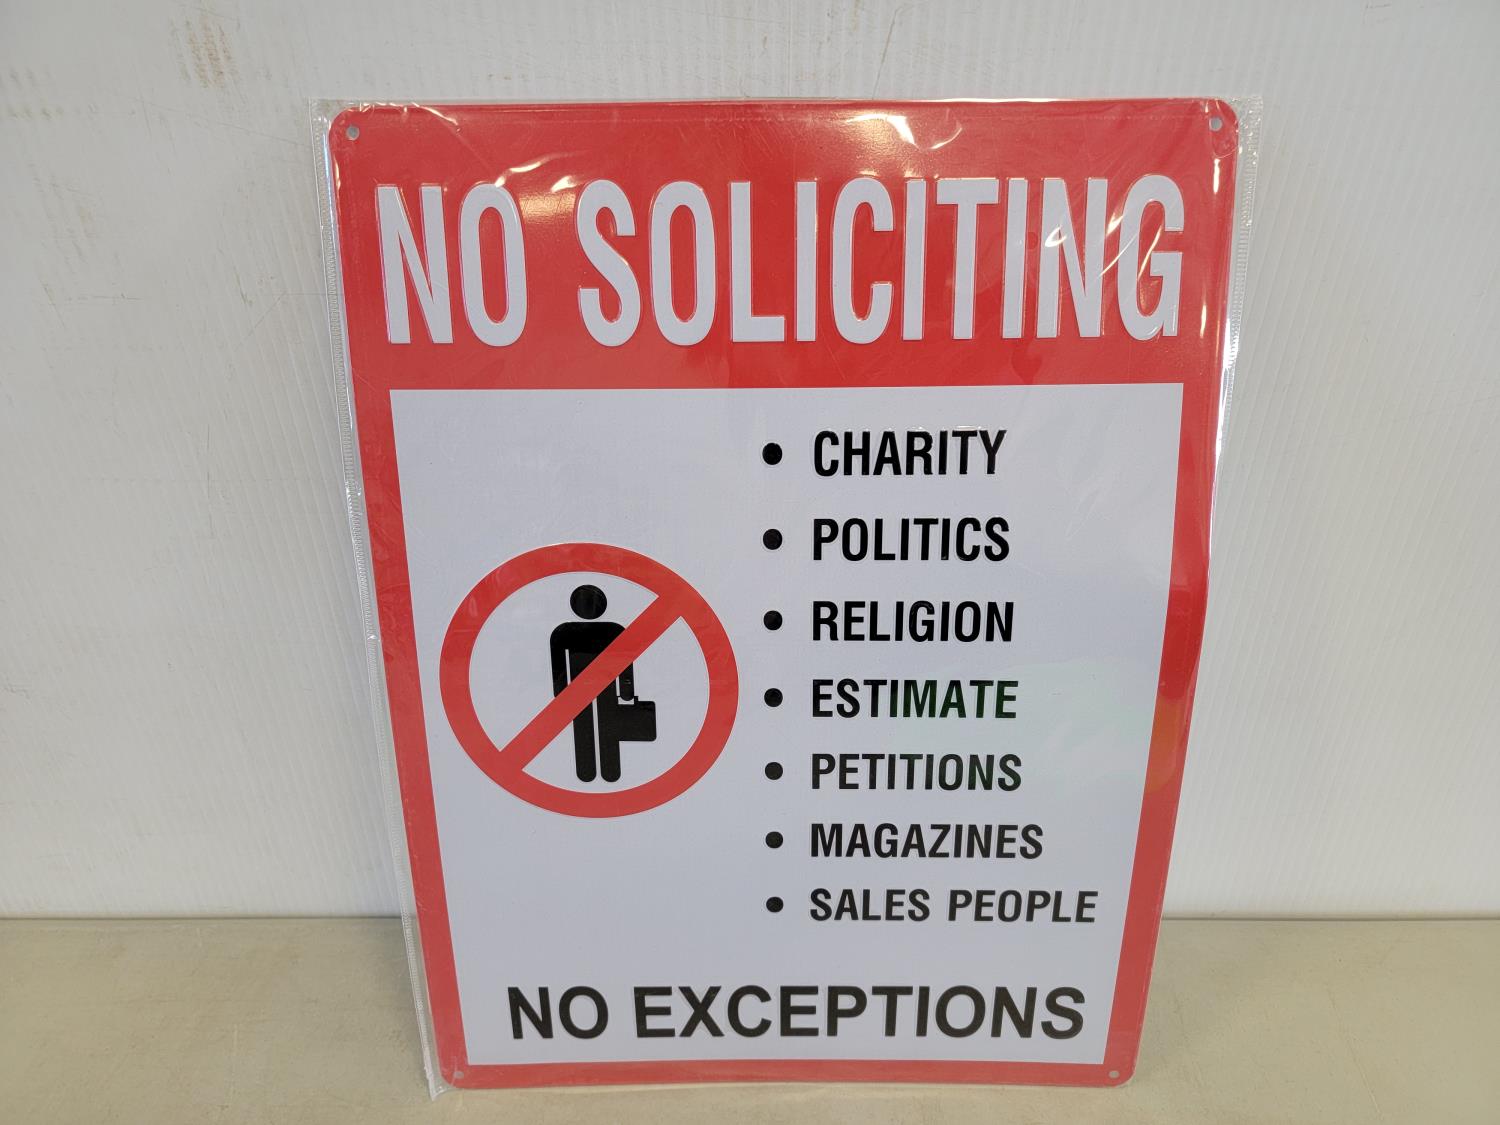 NO SOLICITING
• CHARITY
• POLITICS
• RELIGION
• ESTIMATE
• PETITIONS
• MAGAZINES
• SALES PEOPLE
NO EXCEPTIONS